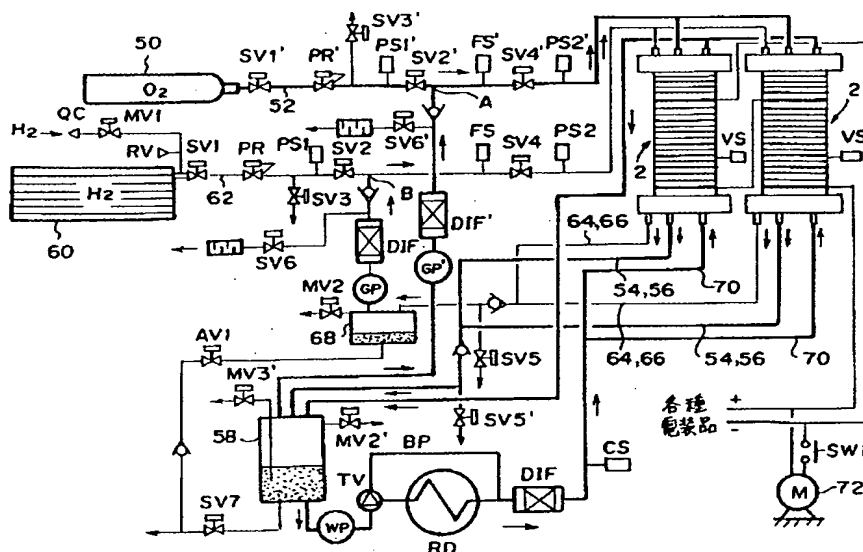 50
O2
SV1'
PR'
SV3'
PS1'
SV2'
FS'
SV4'
PS2'
52
A
QC
MV1
H2
RV
SV1
PR
PS1
SV2
SV6'
FS
SV4
PS2
2
2
VS
VS
H2
60
62
SV3
B
DIF
DIF'
SV6
GP
GP'
64,66
70
54,56
MV2
68
AV1
SV5
64,66
54,56
70
MV3'
58
MV2'
SV5'
BP
TV
DIF
CS
各種
電装品
+
−
SW1
M
72
SV7
WP
RD